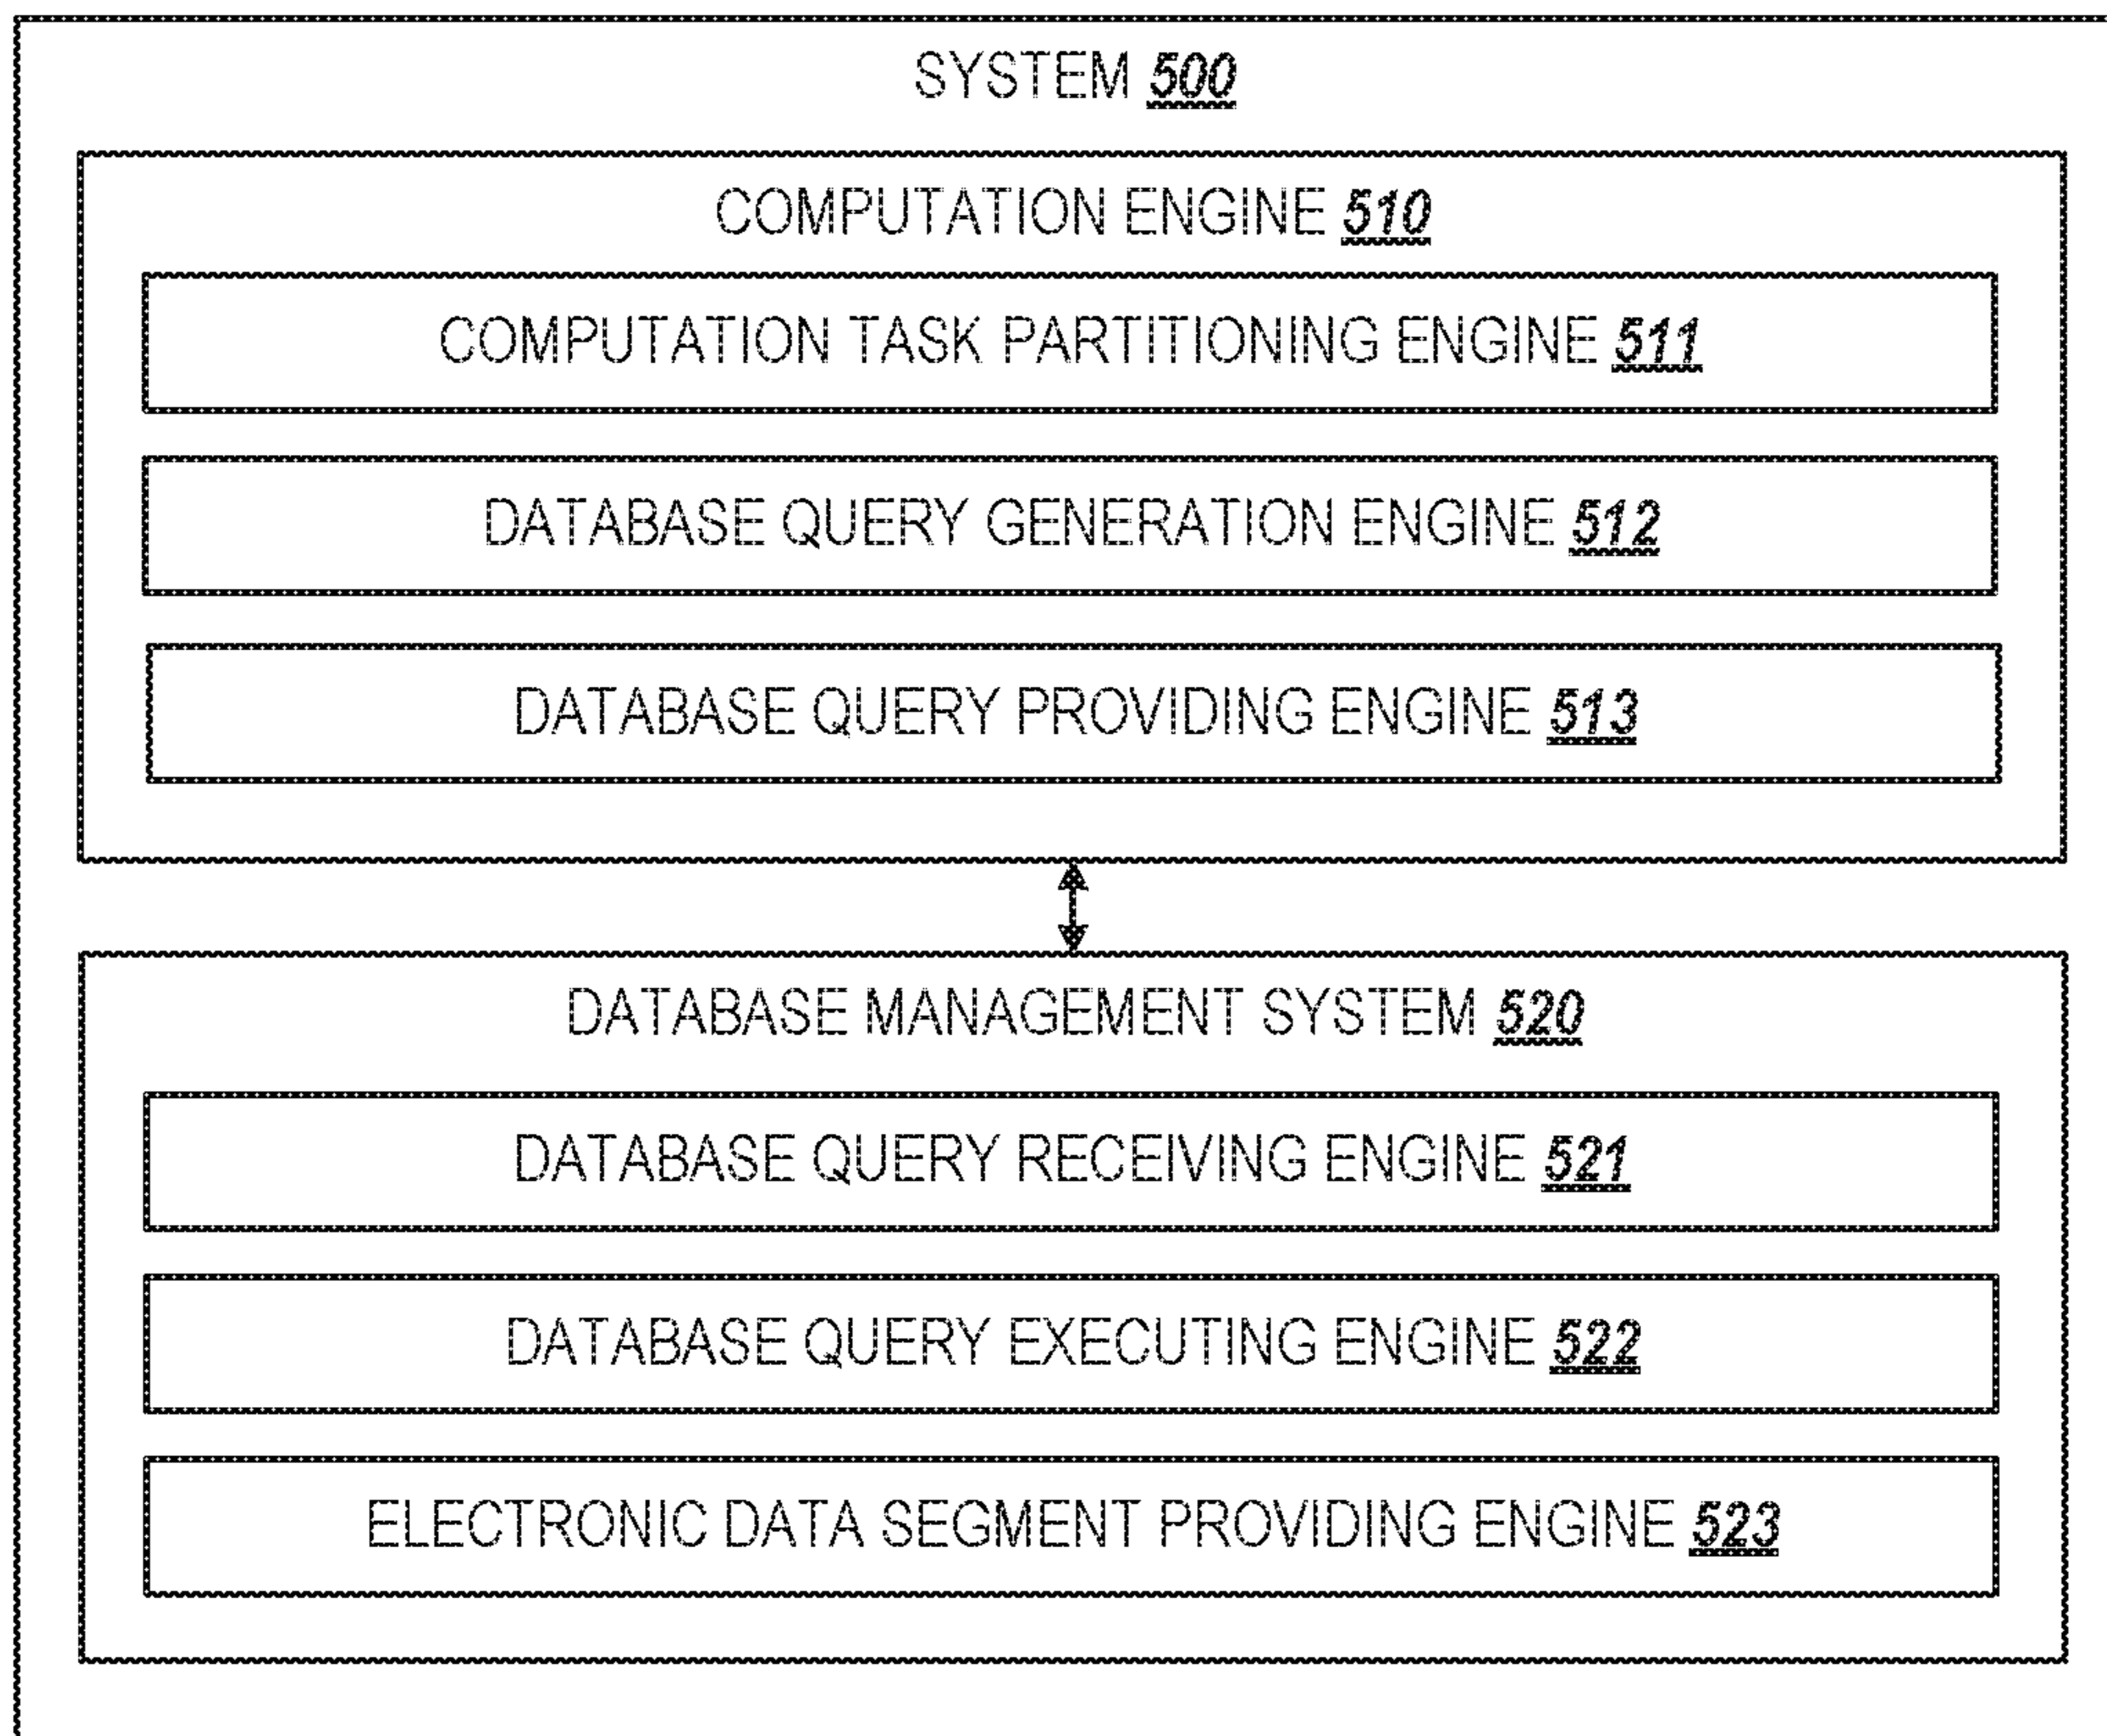 SYSTEM 500
COMPUTATION ENGINE 510
COMPUTATION TASK PARTITIONING ENGINE 511
DATABASE QUERY GENERATION ENGINE 512
DATABASE QUERY PROVIDING ENGINE 513
DATABASE MANAGEMENT SYSTEM 520
DATABASE QUERY RECEIVING ENGINE 521
DATABASE QUERY EXECUTING ENGINE 522
ELECTRONIC DATA SEGMENT PROVIDING ENGINE 523